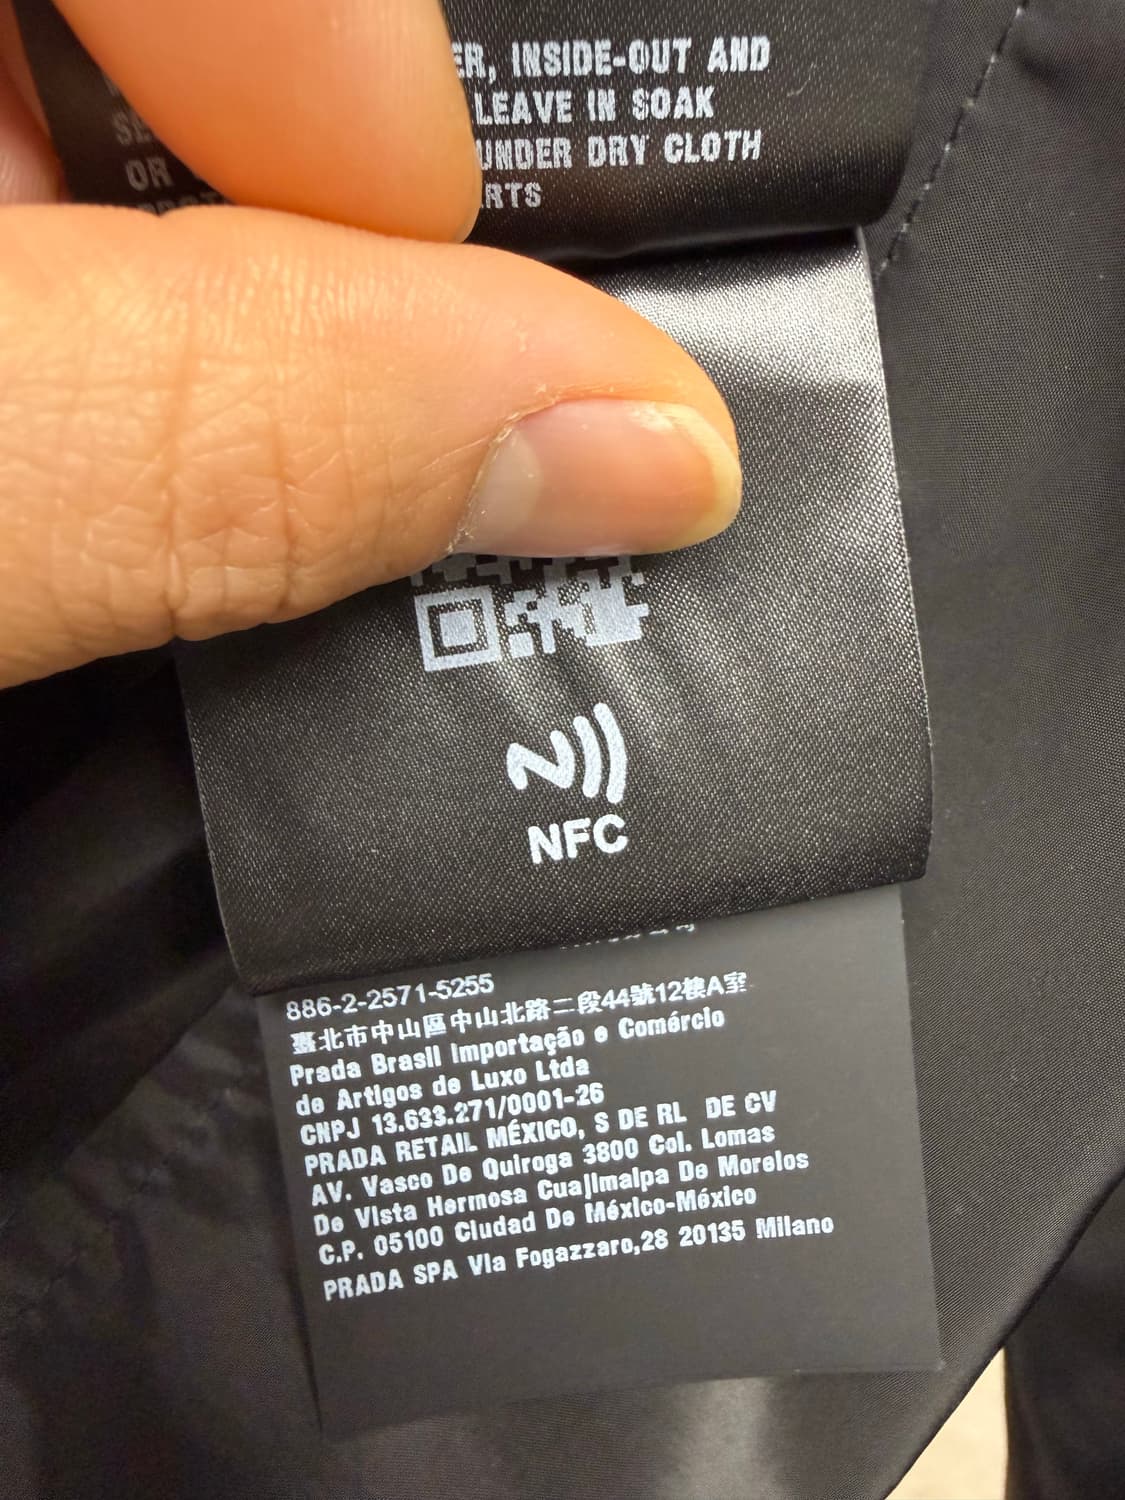 ER, INSIDE-OUT AND
LEAVE IN SOAK
OR UNDER DRY CLOTH
RTS
NFC
886-2-2571-5255
臺北市中山區中山北路二段44號12樓A室
Prada Brasil Importação e Comércio
de Artigos de Luxo Ltda
CNPJ 13.633.271/0001-26
PRADA RETAIL MÉXICO, S DE RL DE CV
AV. Vasco De Quiroga 3800 Col. Lomas
De Vista Hermosa Cuajimalpa De Morelos
C.P. 05100 Ciudad De México-México
PRADA SPA Via Fogazzaro,28 20135 Milano